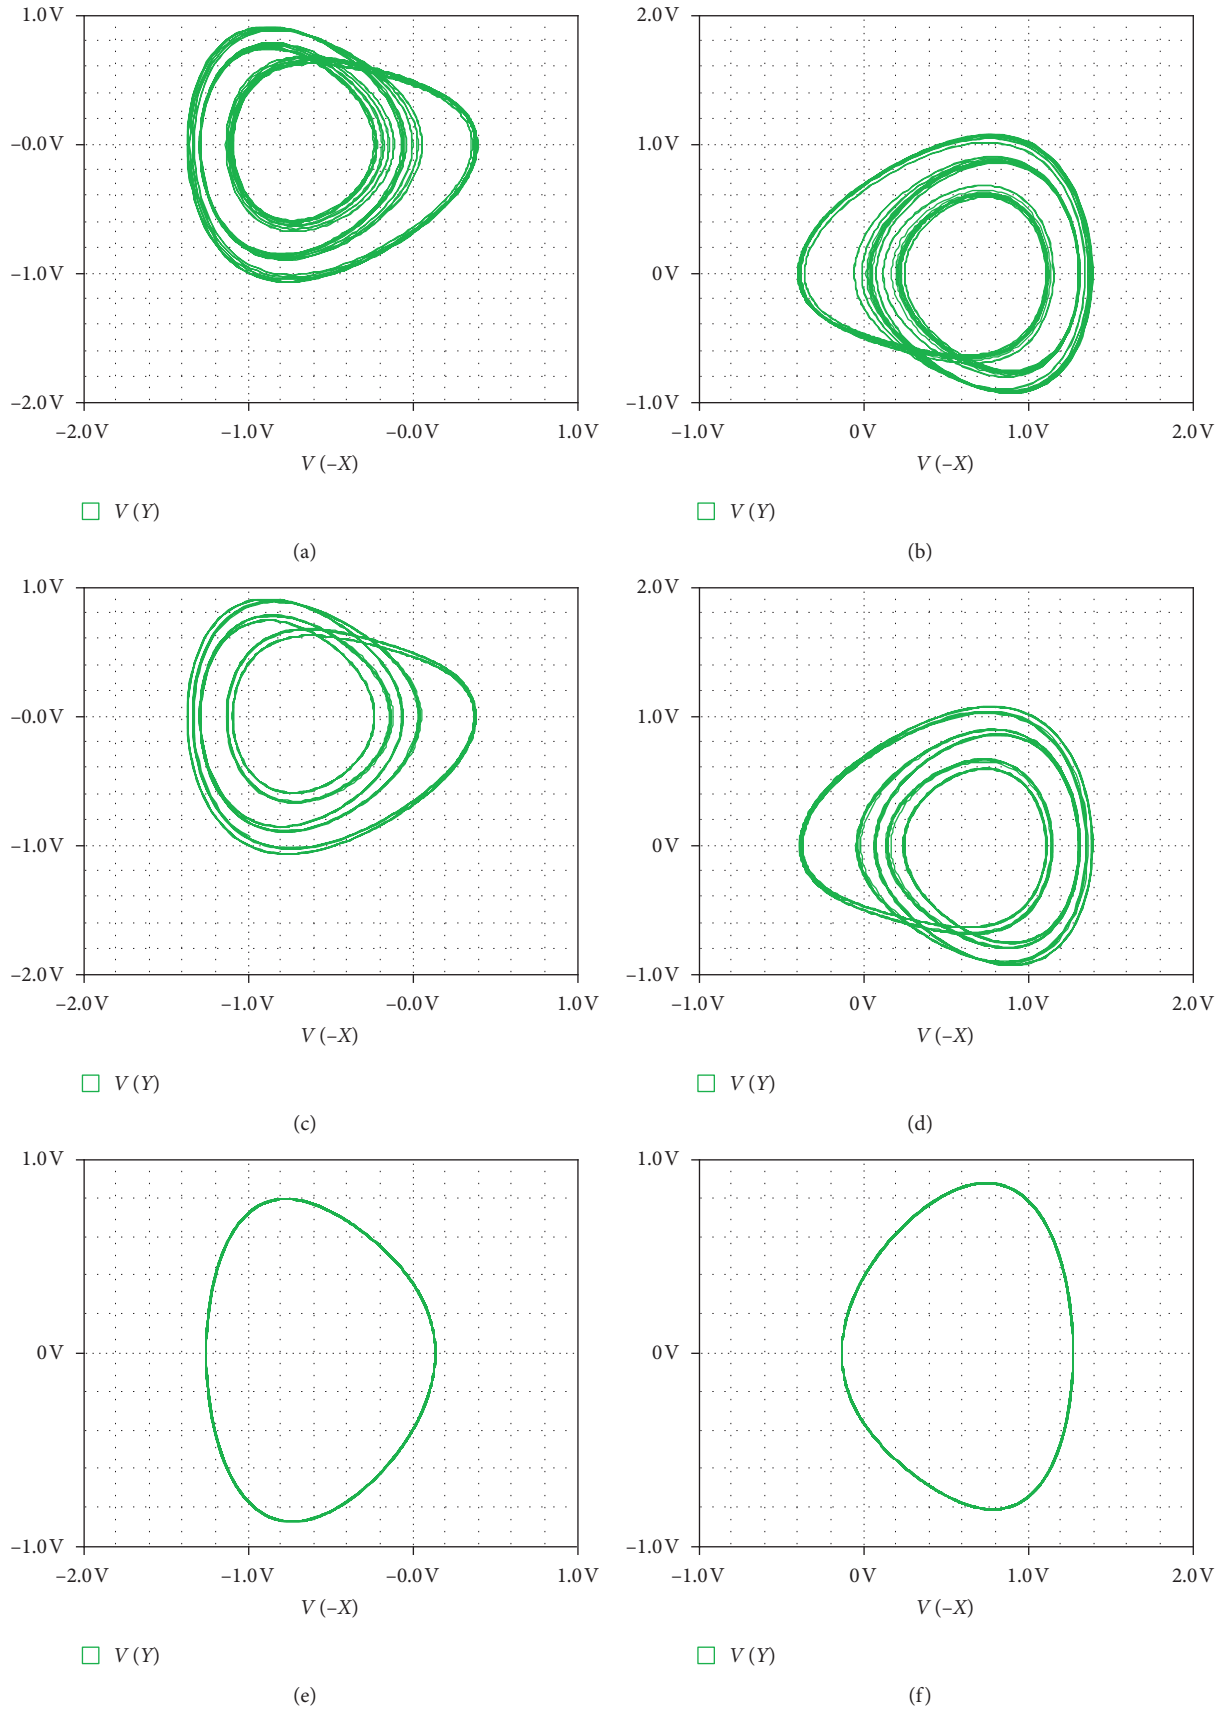 1.0 V
–0.0 V
–1.0 V
–2.0 V
–2.0 V –1.0 V –0.0 V 1.0 V
V (–X)
V (Y)
(a)
2.0 V
1.0 V
0 V
–1.0 V
–1.0 V 0 V 1.0 V 2.0 V
V (–X)
V (Y)
(b)
1.0 V
–0.0 V
–1.0 V
–2.0 V
–2.0 V –1.0 V –0.0 V 1.0 V
V (–X)
V (Y)
(c)
2.0 V
1.0 V
0 V
–1.0 V
–1.0 V 0 V 1.0 V 2.0 V
V (–X)
V (Y)
(d)
1.0 V
0 V
–1.0 V
–2.0 V –1.0 V –0.0 V 1.0 V
V (–X)
V (Y)
(e)
1.0 V
0 V
–1.0 V
–1.0 V 0 V 1.0 V 2.0 V
V (–X)
V (Y)
(f)